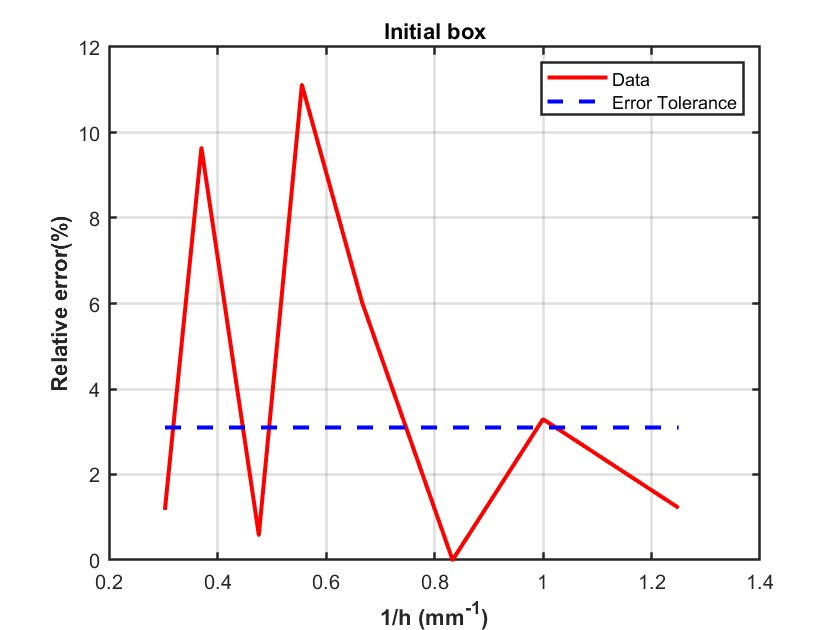 Initial box
Data
Error Tolerance
Relative error(%)
12
10
8
6
4
2
0
0.2 0.4 0.6 0.8 1 1.2 1.4
1/h (mm⁻¹)